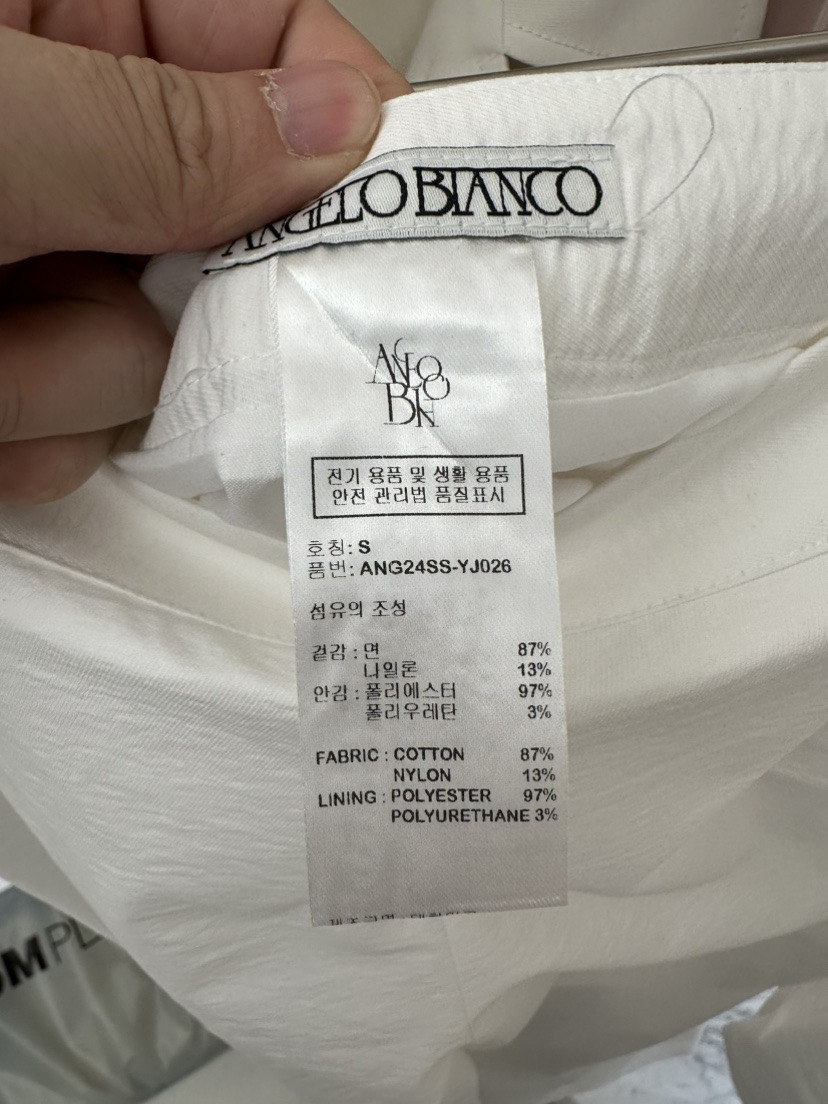 ANGELO BIANCO
ANGELO
BIAN
전기 용품 및 생활 용품
안전 관리법 품질표시
호칭: S
품번: ANG24SS-YJ026
섬유의 조성
겉감 : 면 87%
나일론 13%
안감 : 폴리에스터 97%
폴리우레탄 3%
FABRIC : COTTON 87%
NYLON 13%
LINING : POLYESTER 97%
POLYURETHANE 3%